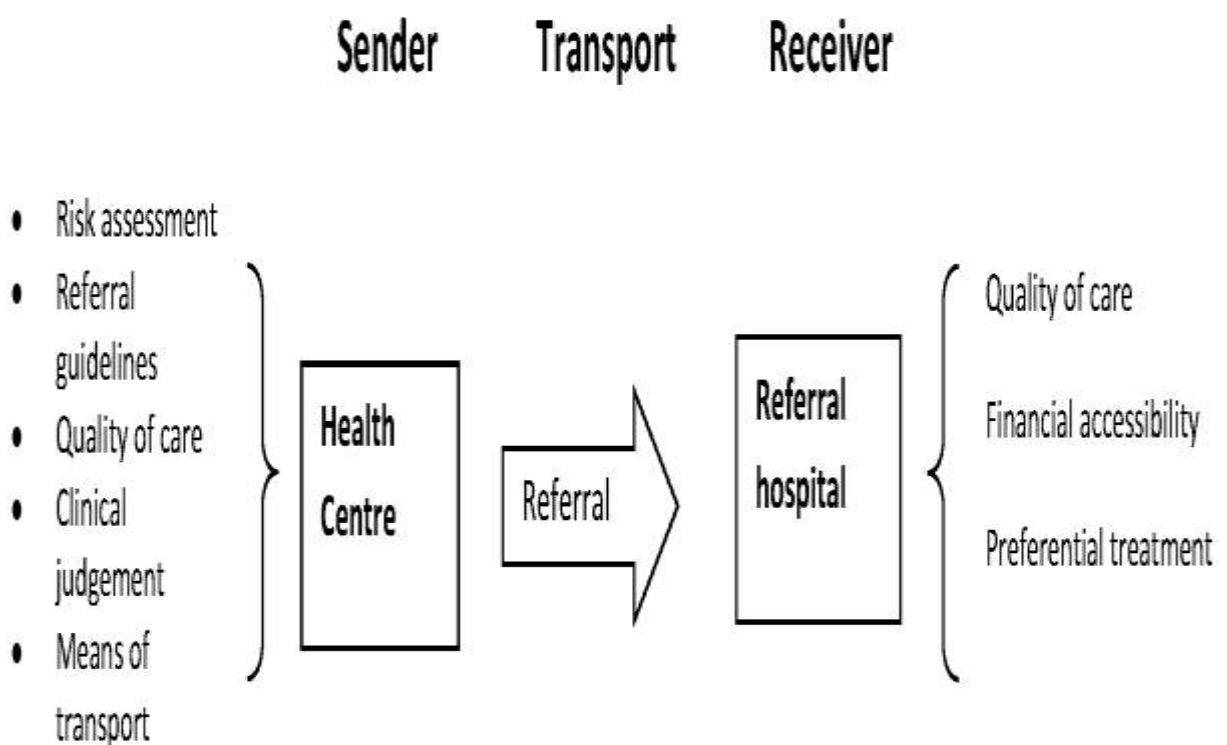 Sender Transport Receiver
• Risk assessment
• Referral
guidelines
• Quality of care
• Clinical
judgement
• Means of
transport
Health
Centre
Referral
Referral
hospital
Quality of care
Financial accessibility
Preferential treatment